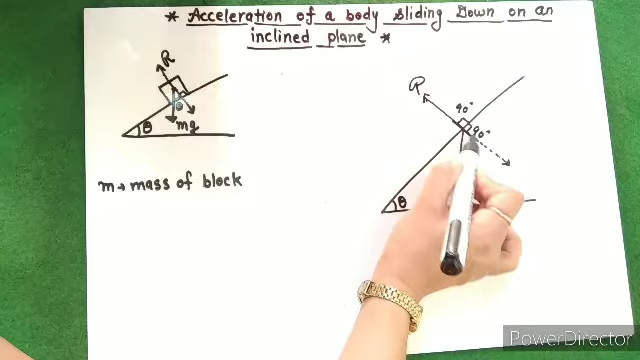 * Acceleration of a body sliding Down on an
inclined plane *
R
θ
θ
mg
m → mass of block
R
90°
90°
θ
PowerDirector